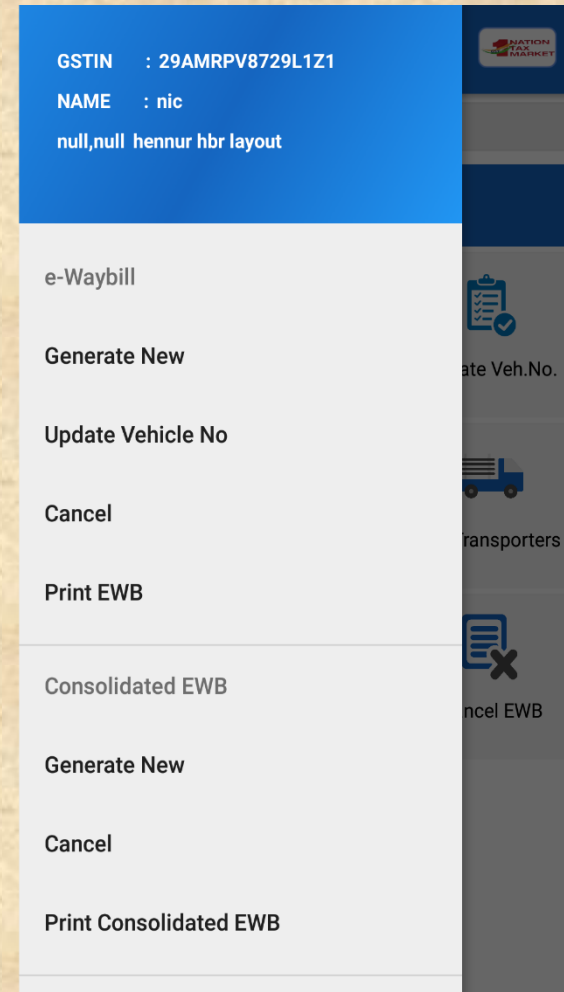 GSTIN : 29AMRPV8729L1Z1
NAME : nic
null,null hennur hbr layout
NATION
TAX
MARKET
e-Waybill
Generate New
Update Vehicle No
Cancel
Print EWB
Consolidated EWB
Generate New
Cancel
Print Consolidated EWB
ate Veh.No.
ransporters
ncel EWB